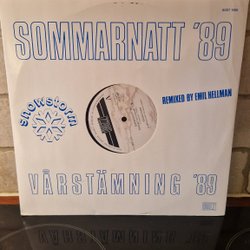 SOMMARNATT '89
REMIXED BY EMIL HELLMAN
snowstorm
VÅRSTÄMNING '89